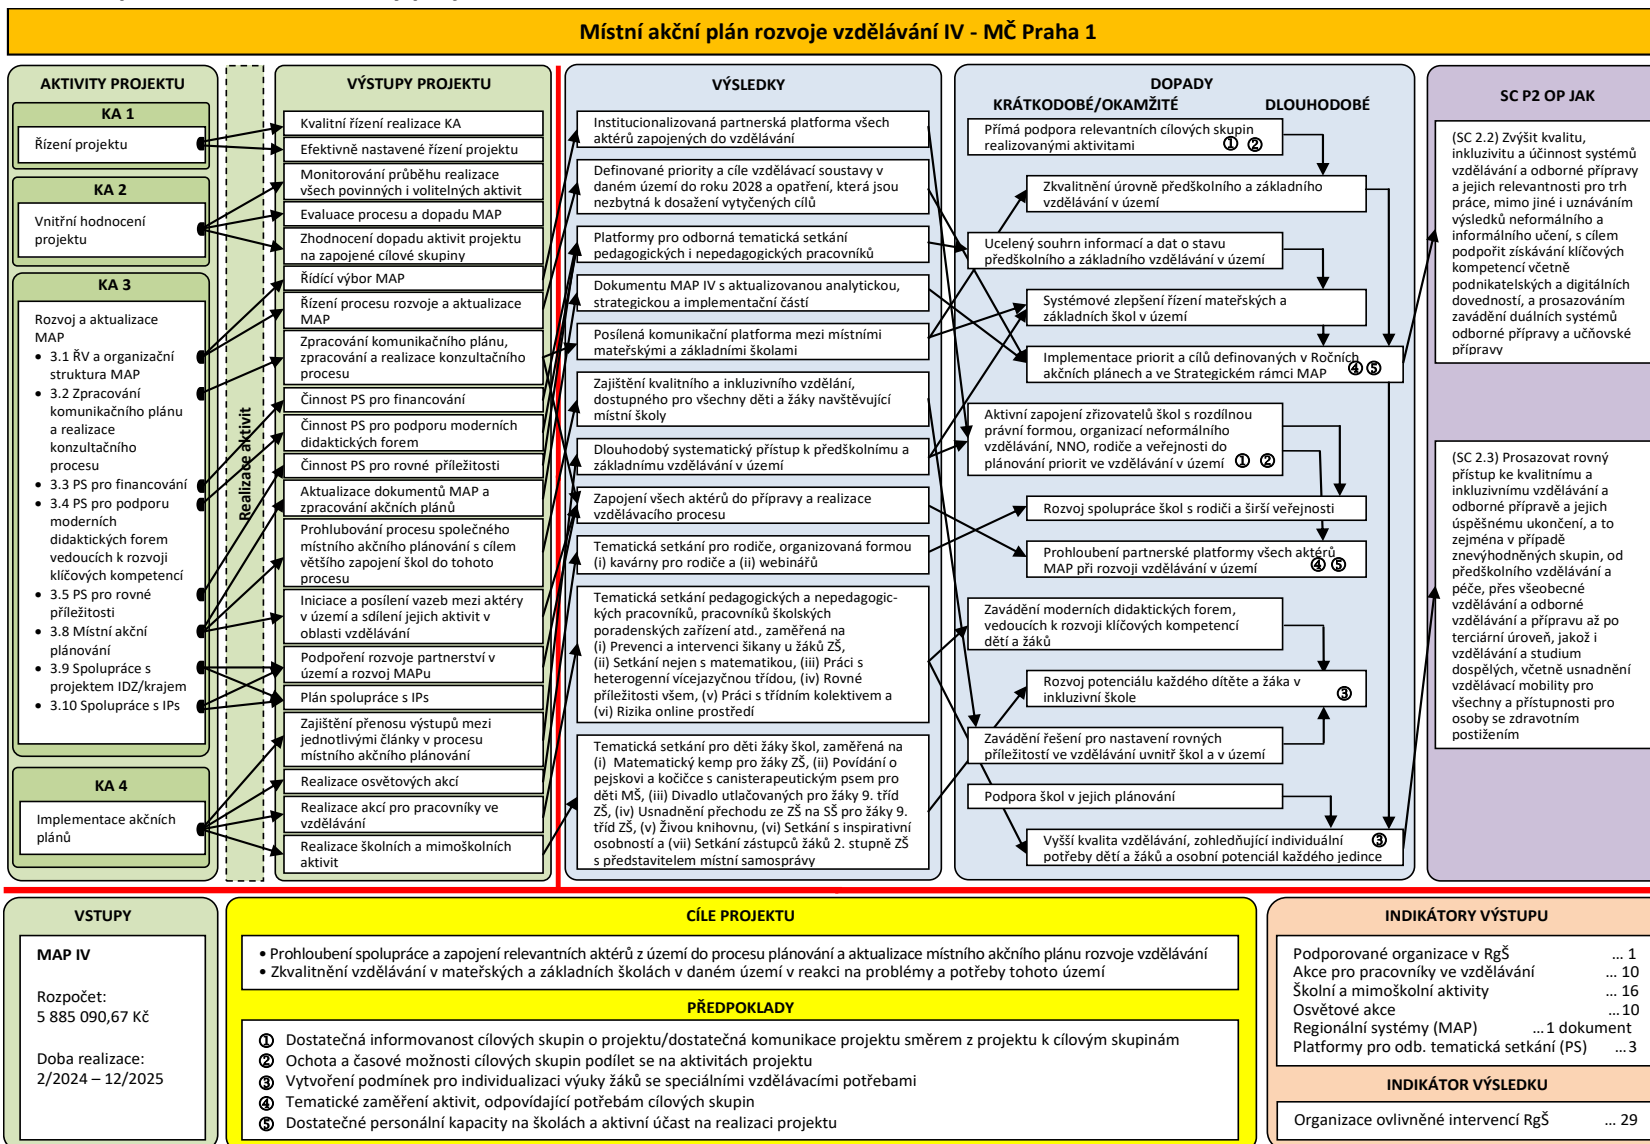 Místní akční plán rozvoje vzdělávání IV - MČ Praha 1
AKTIVITY PROJEKTU
KA 1
Řízení projektu
KA 2
Vnitřní hodnocení
projektu
KA 3
Rozvoj a aktualizace
MAP
• 3.1 ŘV a organizační
struktura MAP
• 3.2 Zpracování
komunikačního plánu
a realizace
konzultačního
procesu
• 3.3 PS pro financování
• 3.4 PS pro podporu
moderních
didaktických forem
vedoucích k rozvoji
klíčových kompetencí
• 3.5 PS pro rovné
příležitosti
• 3.8 Místní akční
plánování
• 3.9 Spolupráce s
projektem IDZ/krajem
• 3.10 Spolupráce s IPs
KA 4
Implementace akčních
plánů
Realizace aktivit
VÝSTUPY PROJEKTU
Kvalitní řízení realizace KA
Efektivně nastavené řízení projektu
Monitorování průběhu realizace
všech povinných i volitelných aktivit
Evaluace procesu a dopadu MAP
Zhodnocení dopadu aktivit projektu
na zapojené cílové skupiny
Řídící výbor MAP
Řízení procesu rozvoje a aktualizace
MAP
Zpracování komunikačního plánu,
zpracování a realizace konzultačního
procesu
Činnost PS pro financování
Činnost PS pro podporu moderních
didaktických forem
Činnost PS pro rovné příležitosti
Aktualizace dokumentů MAP a
zpracování akčních plánů
Prohlubování procesu společného
místního akčního plánování s cílem
většího zapojení škol do tohoto
procesu
Iniciace a posílení vazeb mezi aktéry
v území a sdílení jejich aktivit v
oblasti vzdělávání
Podpoření rozvoje partnerství v
území a rozvoj MAPu
Plán spolupráce s IPs
Zajištění přenosu výstupů mezi
jednotlivými články v procesu
místního akčního plánování
Realizace osvětových akcí
Realizace akcí pro pracovníky ve
vzdělávání
Realizace školních a mimoškolních
aktivit
VÝSLEDKY
Institucionalizovaná partnerská platforma všech
aktérů zapojených do vzdělávání
Definované priority a cíle vzdělávací soustavy v
daném území do roku 2028 a opatření, která jsou
nezbytná k dosažení vytyčených cílů
Platformy pro odborná tematická setkání
pedagogických i nepedagogických pracovníků
Dokumentu MAP IV s aktualizovanou analytickou,
strategickou a implementační částí
Posílená komunikační platforma mezi místními
mateřskými a základními školami
Zajištění kvalitního a inkluzivního vzdělání,
dostupného pro všechny děti a žáky navštěvující
místní školy
Dlouhodobý systematický přístup k předškolnímu a
základnímu vzdělávání v území
Zapojení všech aktérů do přípravy a realizace
vzdělávacího procesu
Tematická setkání pro rodiče, organizovaná formou
(i) kavárny pro rodiče a (ii) webinářů
Tematická setkání pedagogických a nepedagogic-
kých pracovníků, pracovníků školských
poradenských zařízení atd., zaměřená na
(i) Prevenci a intervenci šikany u žáků ZŠ,
(ii) Setkání nejen s matematikou, (iii) Práci s
heterogenní vícejazyčnou třídou, (iv) Rovné
příležitosti všem, (v) Práci s třídním kolektivem a
(vi) Rizika online prostředí
Tematická setkání pro děti žáky škol, zaměřená na
(i) Matematický kemp pro žáky ZŠ, (ii) Povídání o
pejskovi a kočičce s canisterapeutickým psem pro
děti MŠ, (iii) Divadlo utlačovaných pro žáky 9. tříd
ZŠ, (iv) Usnadnění přechodu ze ZŠ na SŠ pro žáky 9.
tříd ZŠ, (v) Živou knihovnu, (vi) Setkání s inspirativní
osobností a (vii) Setkání zástupců žáků 2. stupně ZŠ
s představitelem místní samosprávy
DOPADY
KRÁTKODOBÉ/OKAMŽITÉ DLOUHODOBÉ
Přímá podpora relevantních cílových skupin
realizovanými aktivitami ① ②
Zkvalitnění úrovně předškolního a základního
vzdělávání v území
Ucelený souhrn informací a dat o stavu
předškolního a základního vzdělávání v území
Systémové zlepšení řízení mateřských a
základních škol v území
Implementace priorit a cílů definovaných v Ročních
akčních plánech a ve Strategickém rámci MAP ④ ⑤
Aktivní zapojení zřizovatelů škol s rozdílnou
právní formou, organizací neformálního
vzdělávání, NNO, rodiče a veřejnosti do
plánování priorit ve vzdělávání v území ① ②
Rozvoj spolupráce škol s rodiči a širší veřejnosti
Prohloubení partnerské platformy všech aktérů
MAP při rozvoji vzdělávání v území ④ ⑤
Zavádění moderních didaktických forem,
vedoucích k rozvoji klíčových kompetencí
dětí a žáků
Rozvoj potenciálu každého dítěte a žáka v
inkluzivní škole ③
Zavádění řešení pro nastavení rovných
příležitostí ve vzdělávání uvnitř škol a v území
Podpora škol v jejich plánování
Vyšší kvalita vzdělávání, zohledňující individuální ③
potřeby dětí a žáků a osobní potenciál každého jedince
SC P2 OP JAK
(SC 2.2) Zvýšit kvalitu,
inkluzivitu a účinnost systémů
vzdělávání a odborné přípravy
a jejich relevantnosti pro trh
práce, mimo jiné i uznáváním
výsledků neformálního a
informálního učení, s cílem
podpořit získávání klíčových
kompetencí včetně
podnikatelských a digitálních
dovedností, a prosazováním
zavádění duálních systémů
odborné přípravy a učňovské
přípravy
(SC 2.3) Prosazovat rovný
přístup ke kvalitnímu a
inkluzivnímu vzdělávání a
odborné přípravě a jejich
úspěšnému ukončení, a to
zejména v případě
znevýhodněných skupin, od
předškolního vzdělávání a
péče, přes všeobecné
vzdělávání a odborné
vzdělávání a přípravu až po
terciární úroveň, jakož i
vzdělávání a studium
dospělých, včetně usnadnění
vzdělávací mobility pro
všechny a přístupnosti pro
osoby se zdravotním
postižením
VSTUPY
MAP IV
Rozpočet:
5 885 090,67 Kč
Doba realizace:
2/2024 – 12/2025
CÍLE PROJEKTU
• Prohloubení spolupráce a zapojení relevantních aktérů z území do procesu plánování a aktualizace místního akčního plánu rozvoje vzdělávání
• Zkvalitnění vzdělávání v mateřských a základních školách v daném území v reakci na problémy a potřeby tohoto území
PŘEDPOKLADY
① Dostatečná informovanost cílových skupin o projektu/dostatečná komunikace projektu směrem z projektu k cílovým skupinám
② Ochota a časové možnosti cílových skupin podílet se na aktivitách projektu
③ Vytvoření podmínek pro individualizaci výuky žáků se speciálními vzdělávacími potřebami
④ Tematické zaměření aktivit, odpovídající potřebám cílových skupin
⑤ Dostatečné personální kapacity na školách a aktivní účast na realizaci projektu
INDIKÁTORY VÝSTUPU
Podporované organizace v RgŠ ... 1
Akce pro pracovníky ve vzdělávání ... 10
Školní a mimoškolní aktivity ... 16
Osvětové akce ... 10
Regionální systémy (MAP) ... 1 dokument
Platformy pro odb. tematická setkání (PS) ... 3
INDIKÁTOR VÝSLEDKU
Organizace ovlivněné intervencí RgŠ ... 29